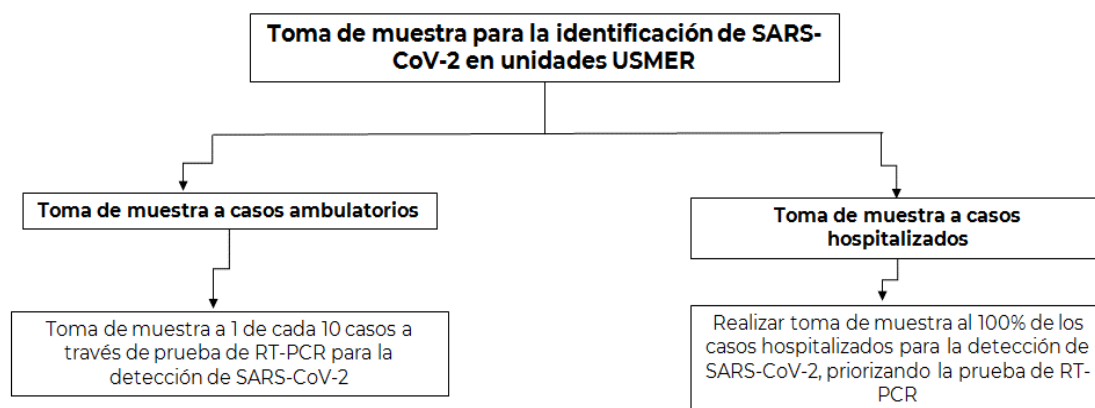 Toma de muestra para la identificación de SARS-
CoV-2 en unidades USMER
Toma de muestra a casos ambulatorios
Toma de muestra a casos
hospitalizados
Toma de muestra a 1 de cada 10 casos a
través de prueba de RT-PCR para la
detección de SARS-CoV-2
Realizar toma de muestra al 100% de los
casos hospitalizados para la detección de
SARS-CoV-2, priorizando la prueba de RT-
PCR